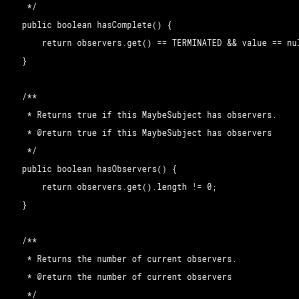 */
public boolean hasComplete() {
return observers.get() == TERMINATED && value == nul
}
/**
* Returns true if this MaybeSubject has observers.
* @return true if this MaybeSubject has observers
*/
public boolean hasObservers() {
return observers.get().length != 0;
}
/**
* Returns the number of current observers.
* @return the number of current observers
*/